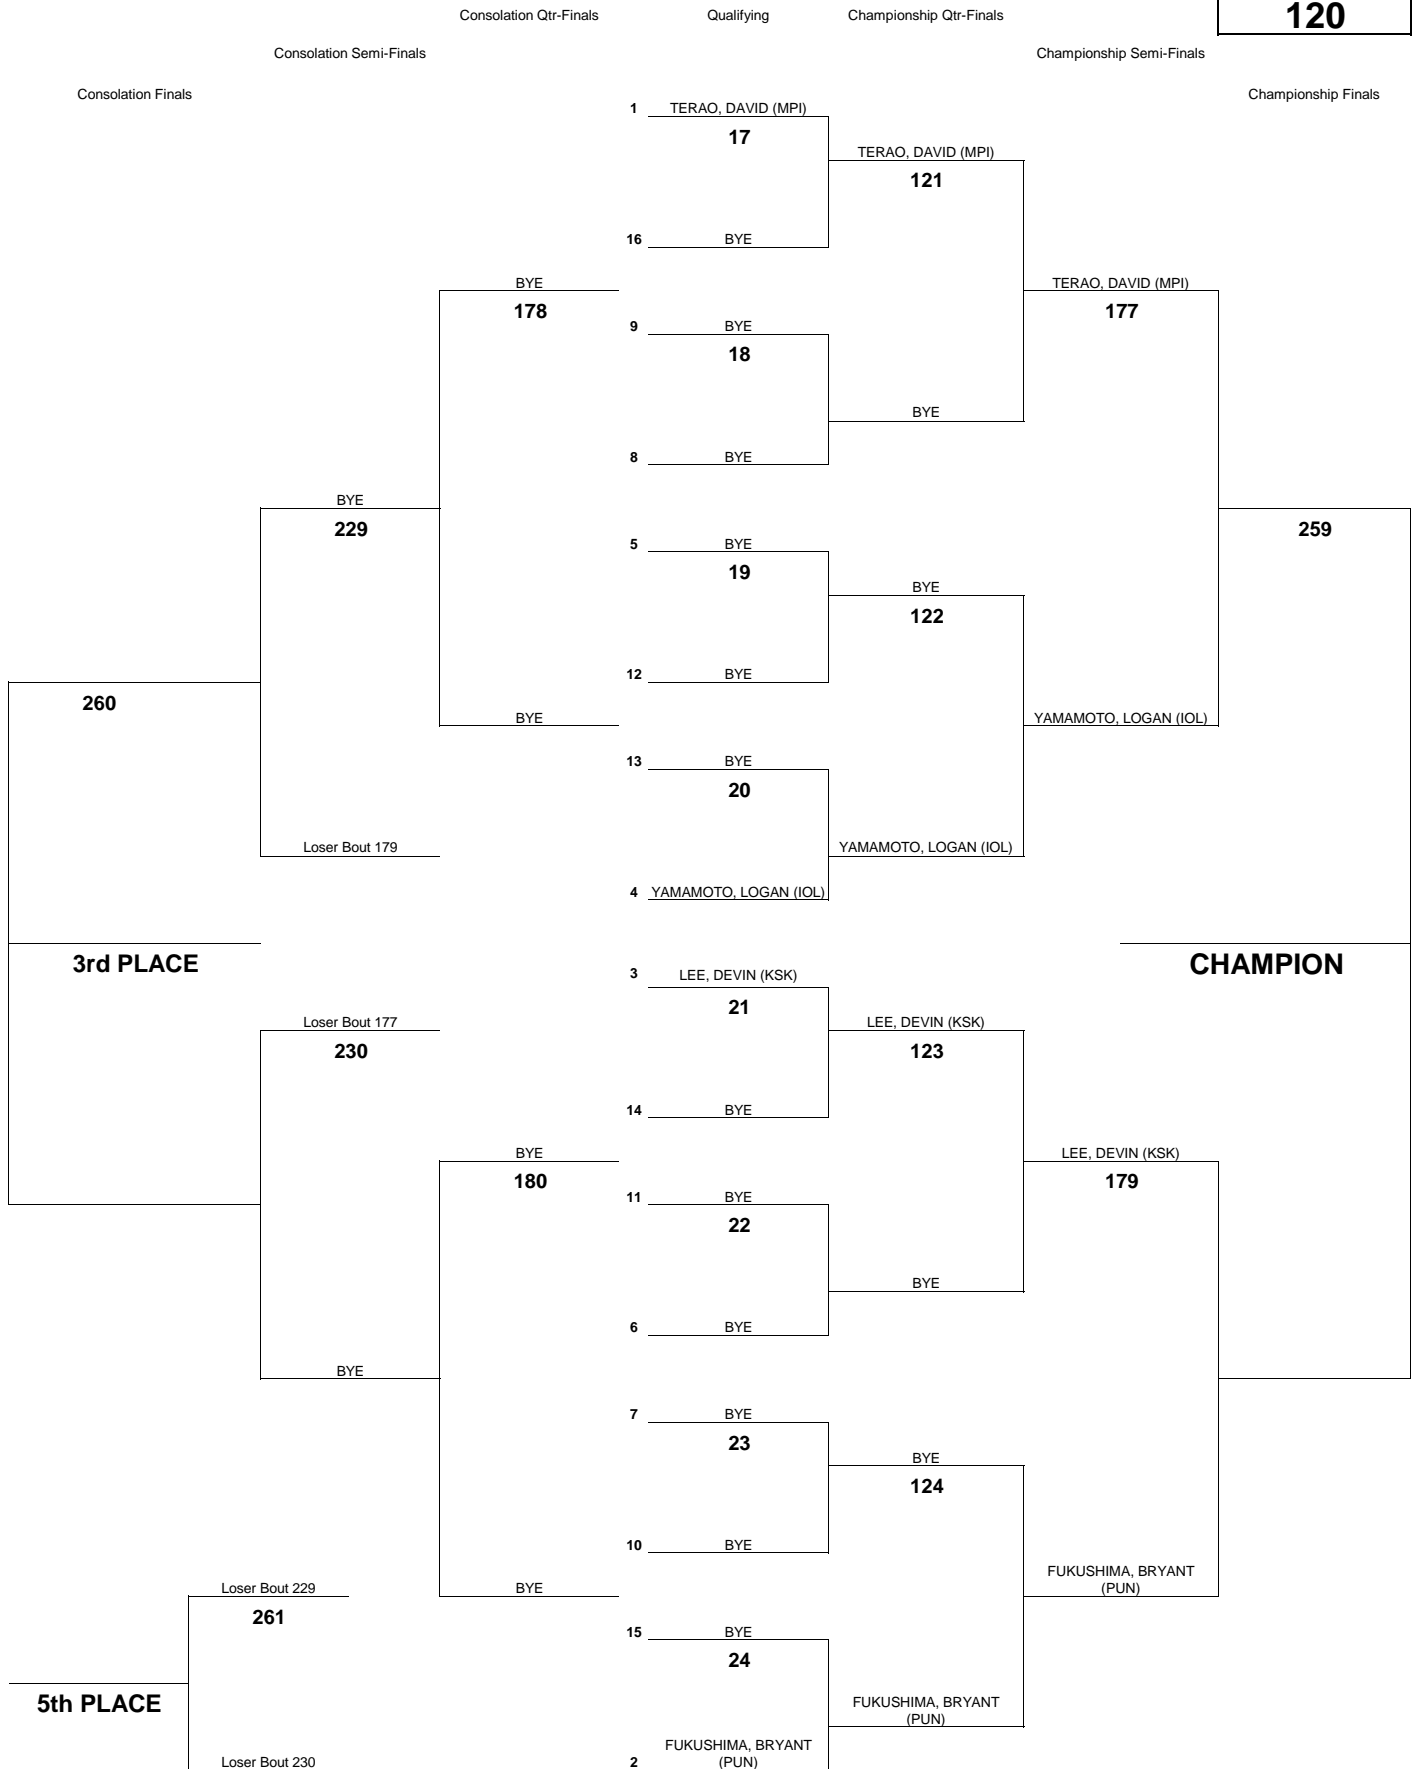 Consolation Qtr-Finals
Qualifying
Championship Qtr-Finals
120
Consolation Semi-Finals
Championship Semi-Finals
Consolation Finals
Championship Finals
1 TERAO, DAVID (MPI)
17
TERAO, DAVID (MPI)
121
16 BYE
BYE
178
TERAO, DAVID (MPI)
177
9 BYE
18
BYE
8 BYE
BYE
229
259
5 BYE
19
BYE
122
12 BYE
260
BYE
YAMAMOTO, LOGAN (IOL)
13 BYE
20
Loser Bout 179
YAMAMOTO, LOGAN (IOL)
4 YAMAMOTO, LOGAN (IOL)
3rd PLACE
CHAMPION
3 LEE, DEVIN (KSK)
21
Loser Bout 177
230
LEE, DEVIN (KSK)
123
14 BYE
BYE
180
LEE, DEVIN (KSK)
179
11 BYE
22
BYE
6 BYE
BYE
7 BYE
23
BYE
124
10 BYE
FUKUSHIMA, BRYANT
(PUN)
Loser Bout 229
261
BYE
15 BYE
24
5th PLACE
FUKUSHIMA, BRYANT
(PUN)
FUKUSHIMA, BRYANT
2 (PUN)
Loser Bout 230